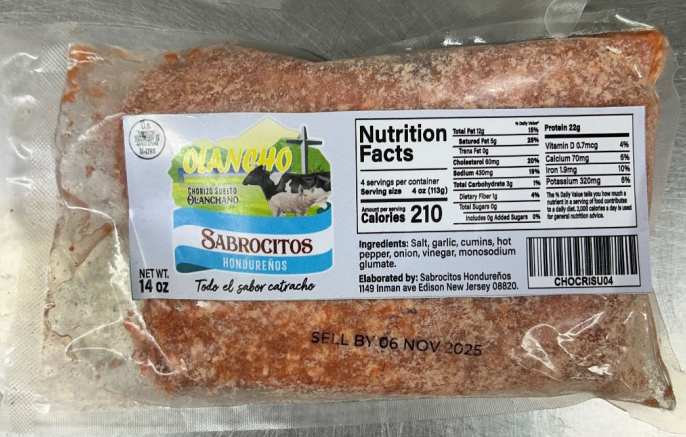 U.S.
OLANCHO
CHORIZO SUELTO
OLANCHANO
SABROCITOS
HONDUREÑOS
Todo el sabor catracho
NET WT.
14 oz
Nutrition
Facts
4 servings per container
Serving size 4 oz (113g)
Amount per serving
Calories 210
% Daily Value*
Total Fat 12g 15%
Satured Fat 5g 25%
Trans Fat 0g
Cholesterol 60mg 20%
Sodium 430mg 19%
Total Carbohydrate 3g 1%
Dietary Fiber 1g 4%
Total Sugars 0g
Includes 0g Added Sugars 0%
Protein 22g
Vitamin D 0.7mcg 4%
Calcium 70mg 5%
Iron 1.9mg 10%
Potassium 320mg 6%
The % Daily Value tells you how much a
nutrient in a serving of food contributes
to a daily diet. 2,000 calories a day is used
for general nutrition advice.
Ingredients: Salt, garlic, cumins, hot
pepper, onion, vinegar, monosodium
glumate.
Elaborated by: Sabrocitos Hondureños
1149 Inman ave Edison New Jersey 08820.
CHOCRISU04
SELL BY 06 NOV 2025